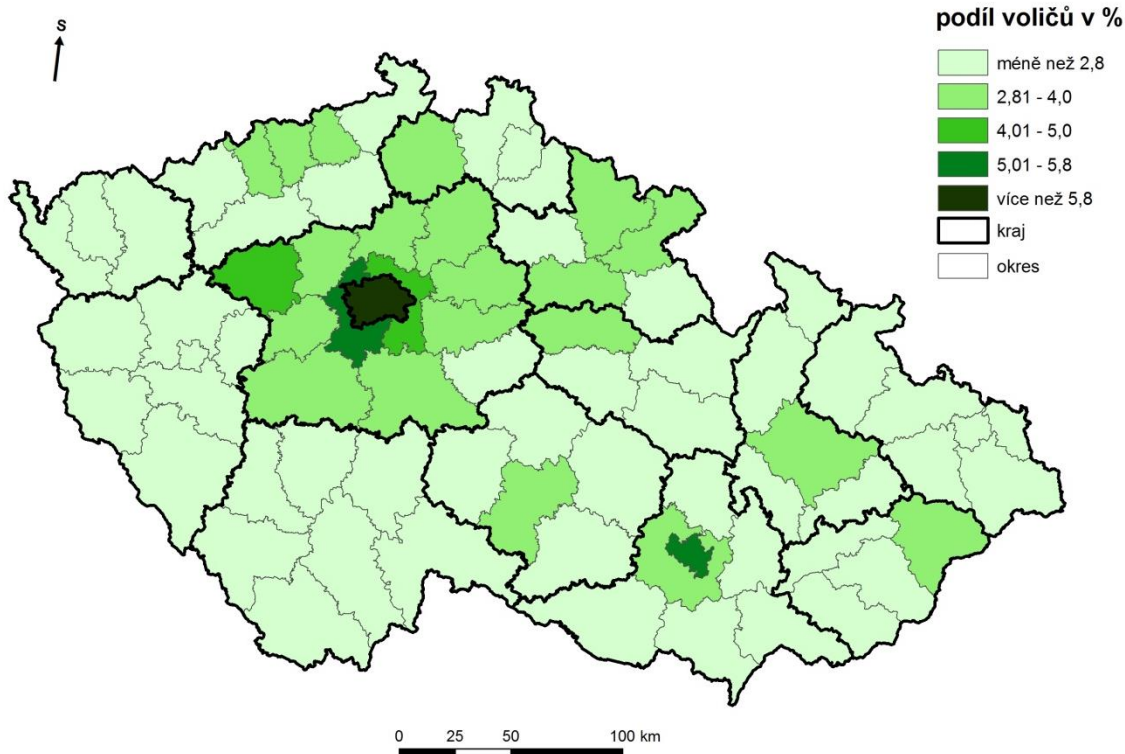 S
podíl voličů v %
méně než 2,8
2,81 - 4,0
4,01 - 5,0
5,01 - 5,8
více než 5,8
kraj
okres
0 25 50 100 km